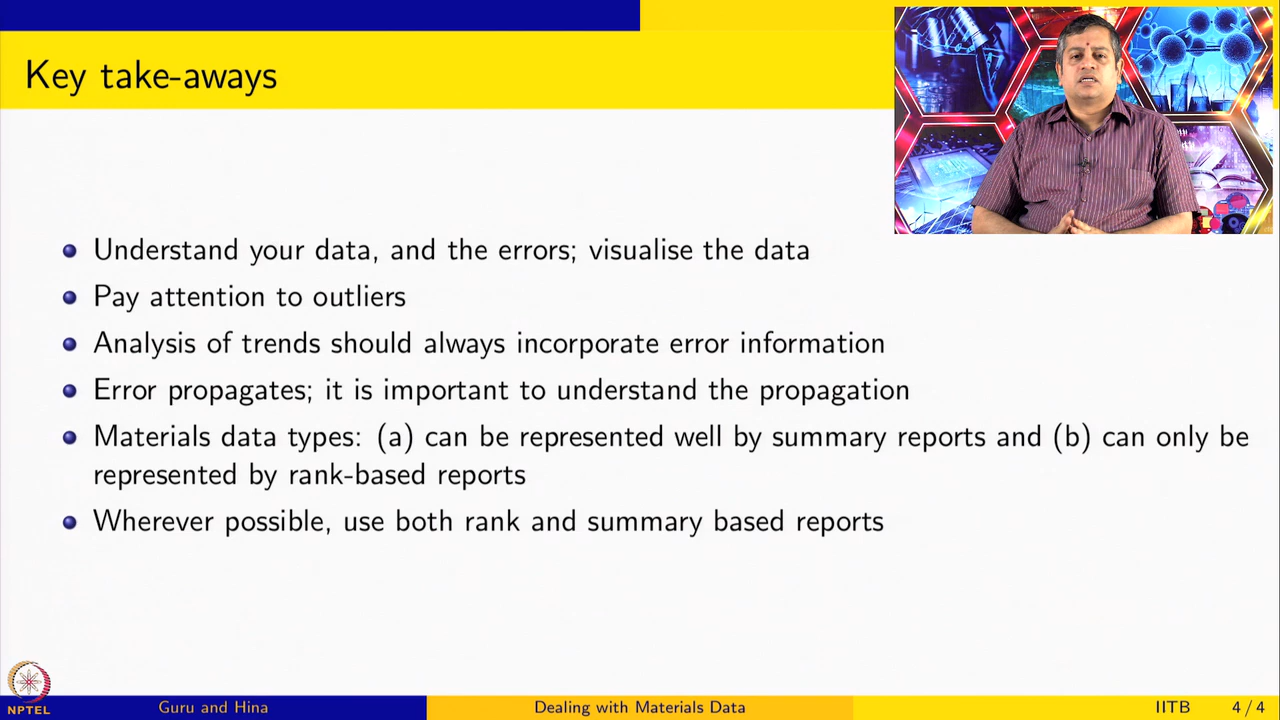 Key take-aways
Understand your data, and the errors; visualise the data
Pay attention to outliers
Analysis of trends should always incorporate error information
Error propagates; it is important to understand the propagation
Materials data types: (a) can be represented well by summary reports and (b) can only be
represented by rank-based reports
Wherever possible, use both rank and summary based reports
NPTEL
Guru and Hina
Dealing with Materials Data
IITB
4 / 4